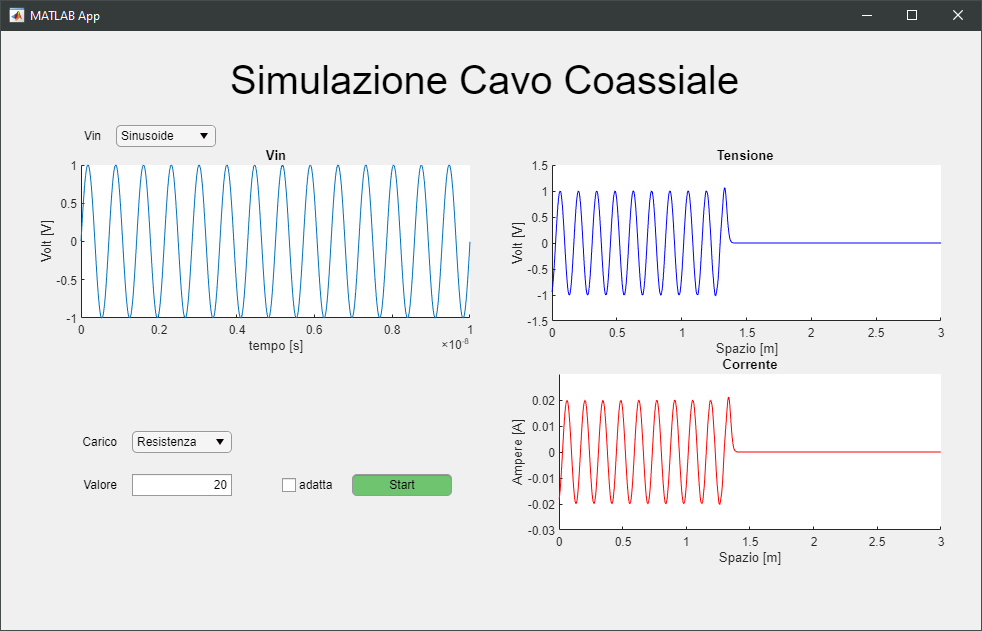 MATLAB App
Simulazione Cavo Coassiale
Vin Sinusoide
Vin
1
0.5
0
-0.5
-1
Volt [V]
0 0.2 0.4 0.6 0.8 1
tempo [s]
×10⁻⁸
Tensione
1.5
1
0.5
0
-0.5
-1
-1.5
Volt [V]
0 0.5 1 1.5 2 2.5 3
Spazio [m]
Corrente
0.02
0.01
0
-0.01
-0.02
-0.03
Ampere [A]
0 0.5 1 1.5 2 2.5 3
Spazio [m]
Carico Resistenza
Valore 20 adatta Start